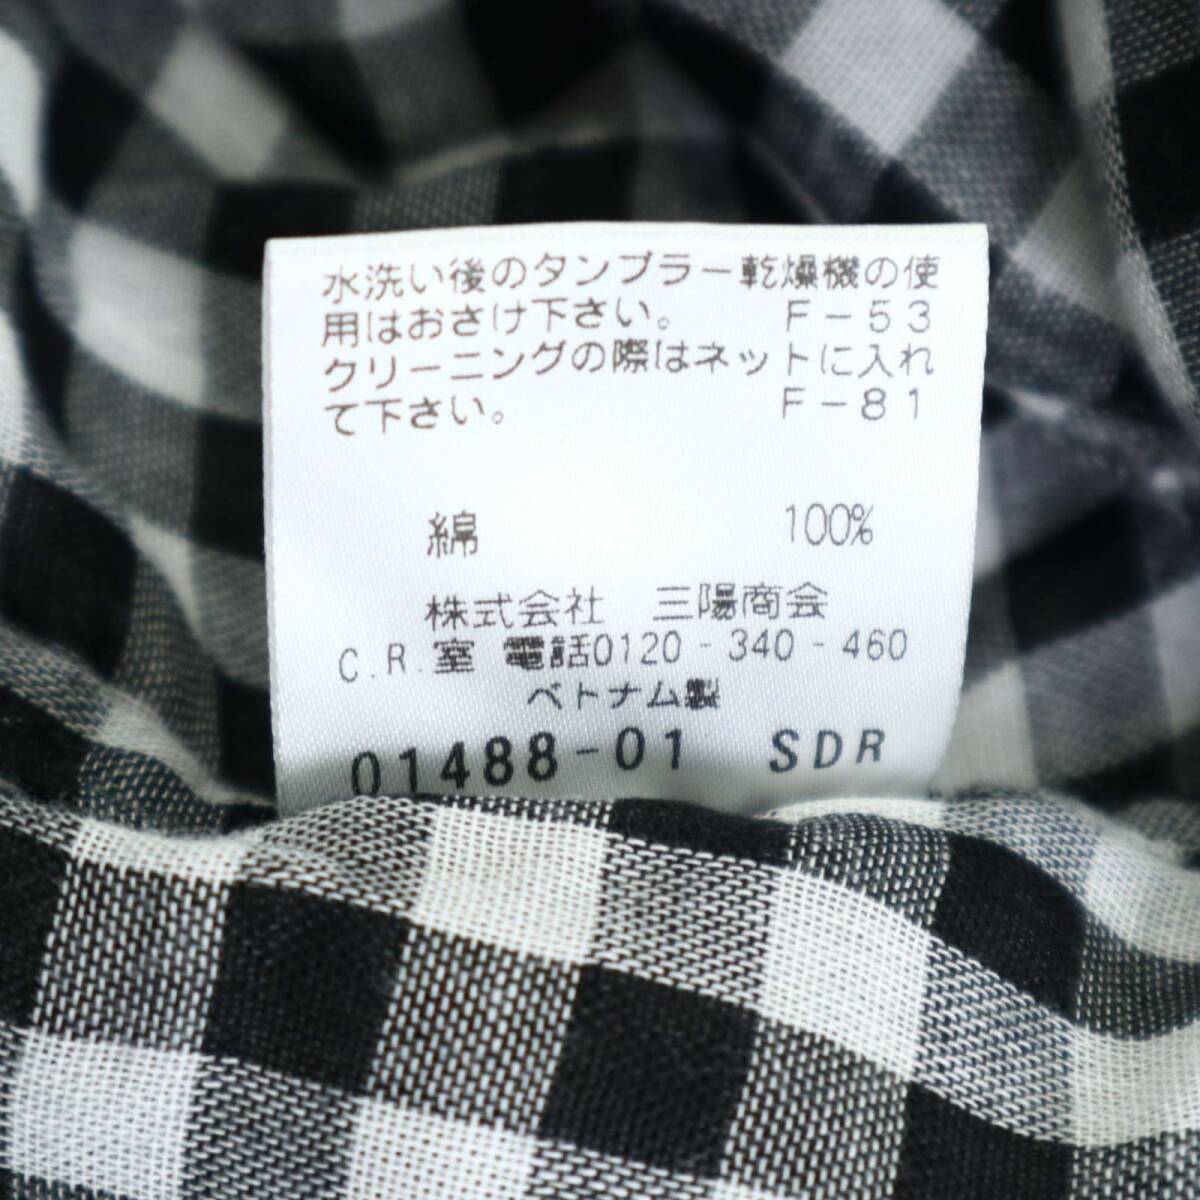 水洗い後のタンブラー乾燥機の使
用はおさけ下さい。 F-53
クリーニングの際はネットに入れ
て下さい。 F-81
綿 100%
株式会社 三陽商会
C.R.室 電話0120-340-460
ベトナム製
01488-01 SDR